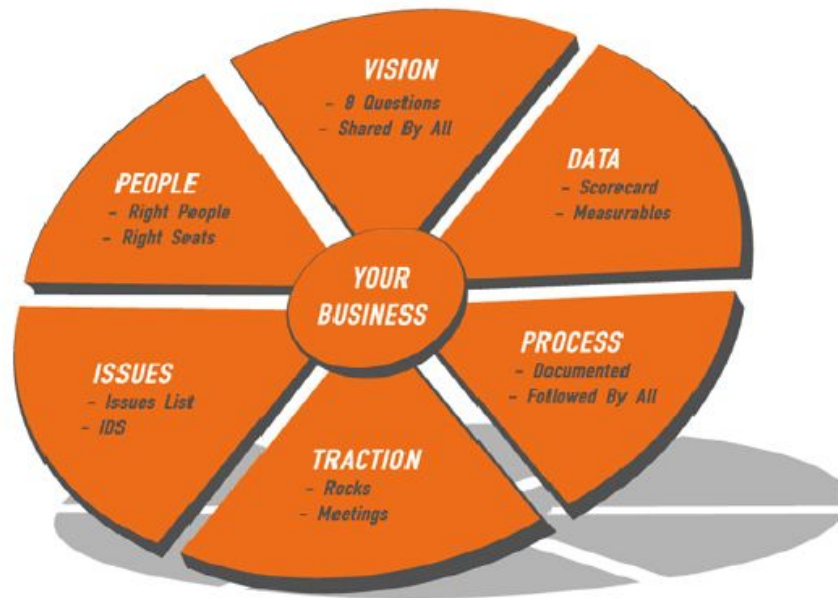 VISION
- 8 Questions
- Shared By All
DATA
- Scorecard
- Measurables
PEOPLE
- Right People
- Right Seats
YOUR
BUSINESS
PROCESS
- Documented
- Followed By All
ISSUES
- Issues List
- IDS
TRACTION
- Rocks
- Meetings